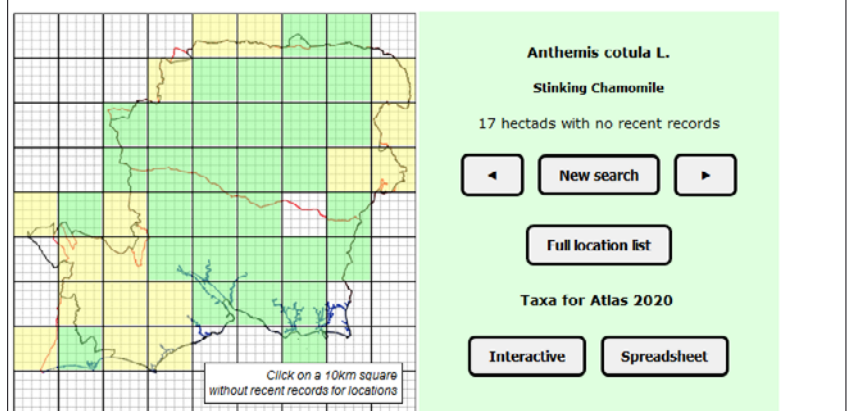 Anthemis cotula L.
Stinking Chamomile
17 hectads with no recent records
◄ New search ►
Full location list
Taxa for Atlas 2020
Interactive Spreadsheet
Click on a 10km square
without recent records for locations